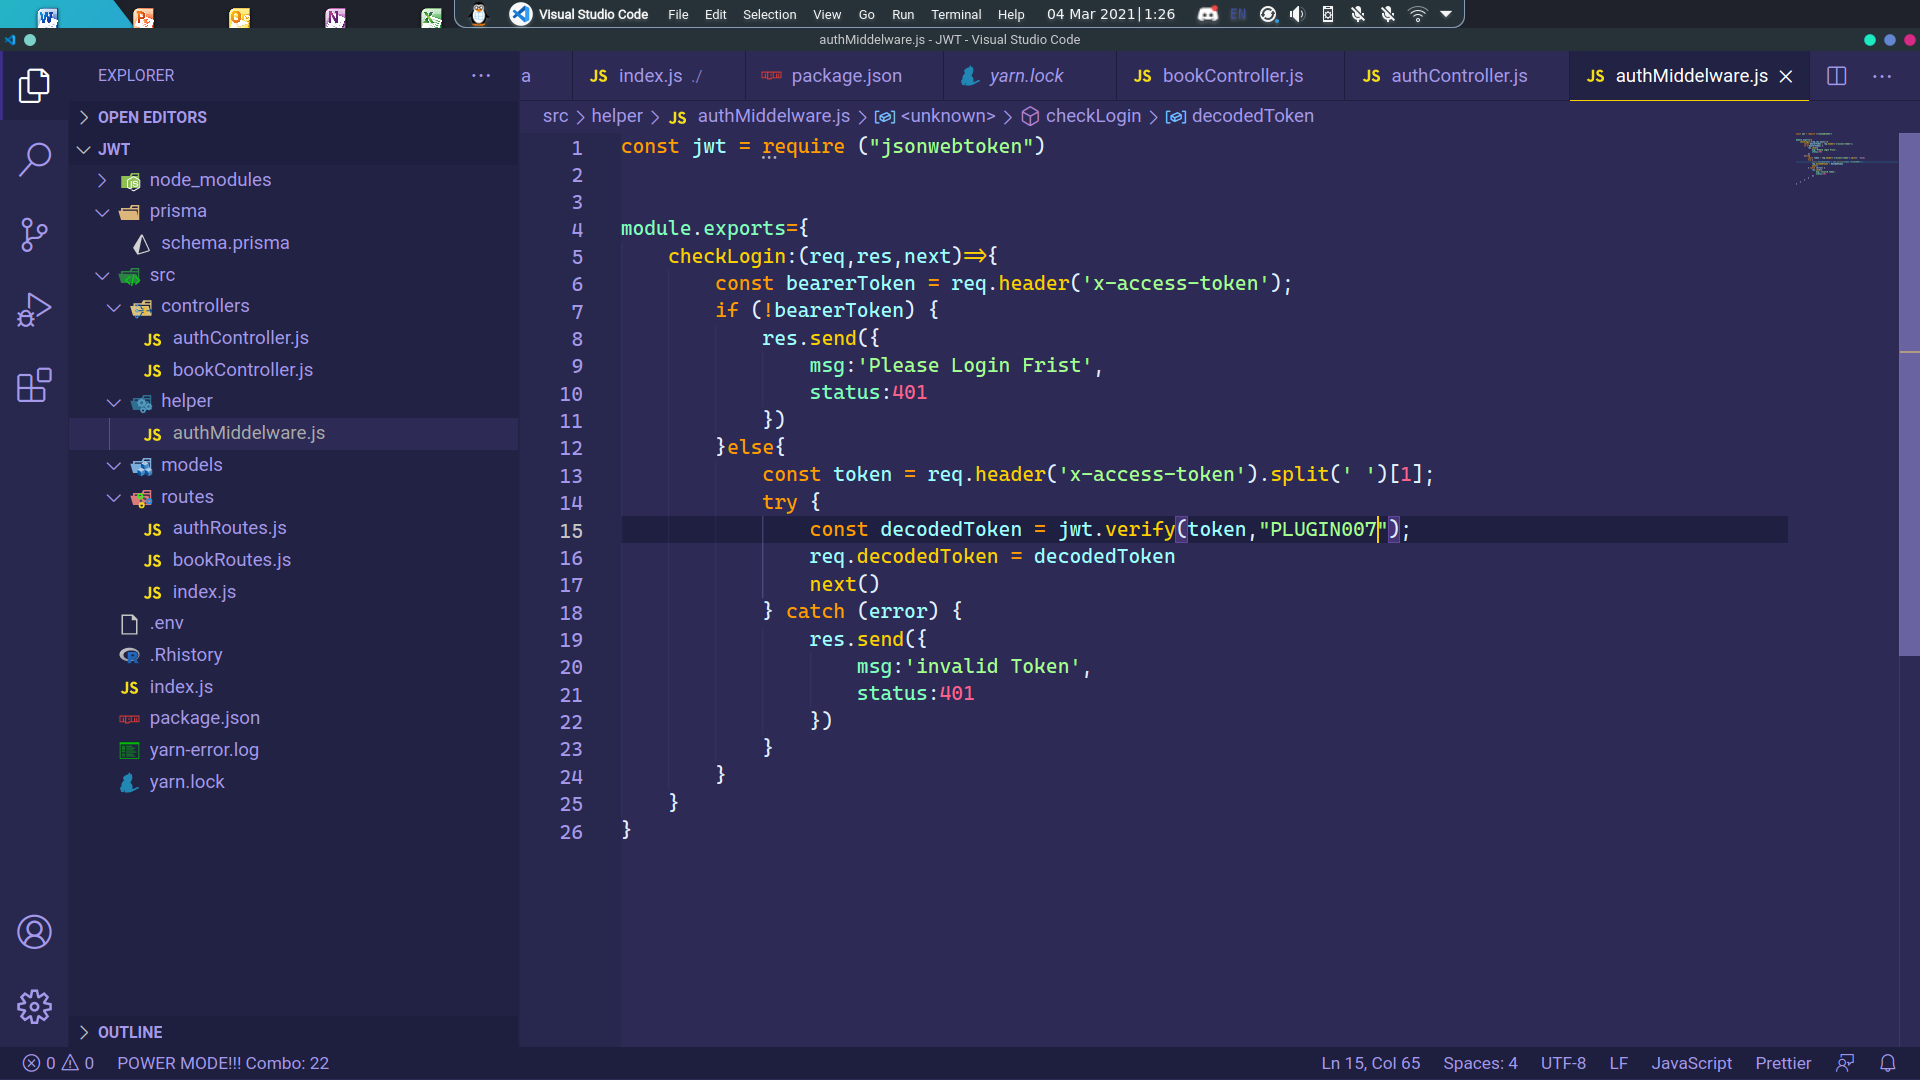 Visual Studio Code File Edit Selection View Go Run Terminal Help 04 Mar 2021|1:26 EN
authMiddelware.js - JWT - Visual Studio Code
EXPLORER
OPEN EDITORS
JWT
node_modules
prisma
schema.prisma
src
controllers
authController.js
bookController.js
helper
authMiddelware.js
models
routes
authRoutes.js
bookRoutes.js
index.js
.env
.Rhistory
index.js
package.json
yarn-error.log
yarn.lock
OUTLINE
a JS index.js ./ package.json yarn.lock JS bookController.js JS authController.js JS authMiddelware.js
src > helper > JS authMiddelware.js > <unknown> > checkLogin > decodedToken
1 const jwt = require ("jsonwebtoken")
2
3
4 module.exports={
5 checkLogin:(req,res,next)=>{
6 const bearerToken = req.header('x-access-token');
7 if (!bearerToken) {
8 res.send({
9 msg:'Please Login Frist',
10 status:401
11 })
12 }else{
13 const token = req.header('x-access-token').split(' ')[1];
14 try {
15 const decodedToken = jwt.verify(token,"PLUGIN007");
16 req.decodedToken = decodedToken
17 next()
18 } catch (error) {
19 res.send({
20 msg:'invalid Token',
21 status:401
22 })
23 }
24 }
25 }
26 }
0 0 POWER MODE!!! Combo: 22 Ln 15, Col 65 Spaces: 4 UTF-8 LF JavaScript Prettier